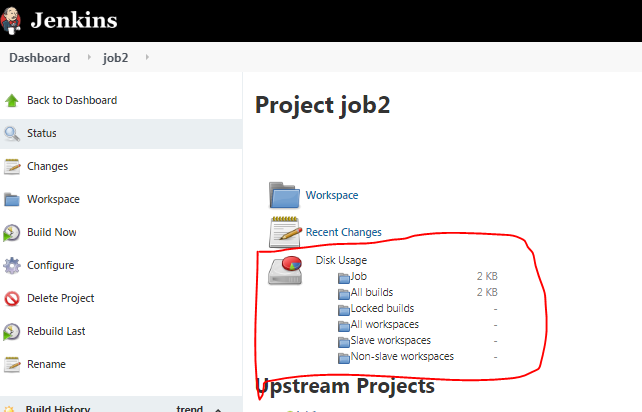 Jenkins
Dashboard job2
Back to Dashboard
Status
Changes
Workspace
Build Now
Configure
Delete Project
Rebuild Last
Rename
Build History trend
Project job2
Workspace
Recent Changes
Disk Usage
Job 2 KB
All builds 2 KB
Locked builds -
All workspaces -
Slave workspaces -
Non-slave workspaces -
Upstream Projects